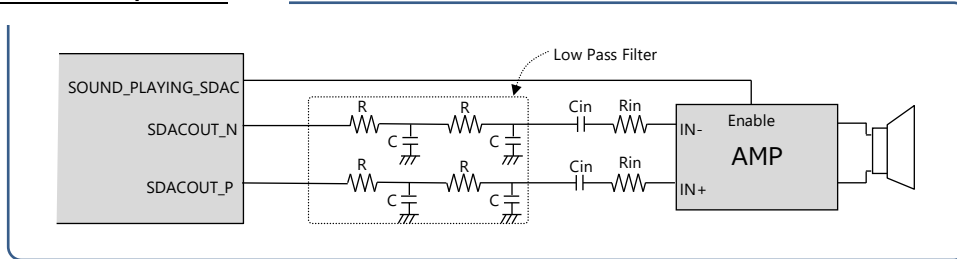 Low Pass Filter
SOUND_PLAYING_SDAC
R
R
Cin
Rin
Enable
SDACOUT_N
C
C
IN-
AMP
R
R
Cin
Rin
SDACOUT_P
C
C
IN+